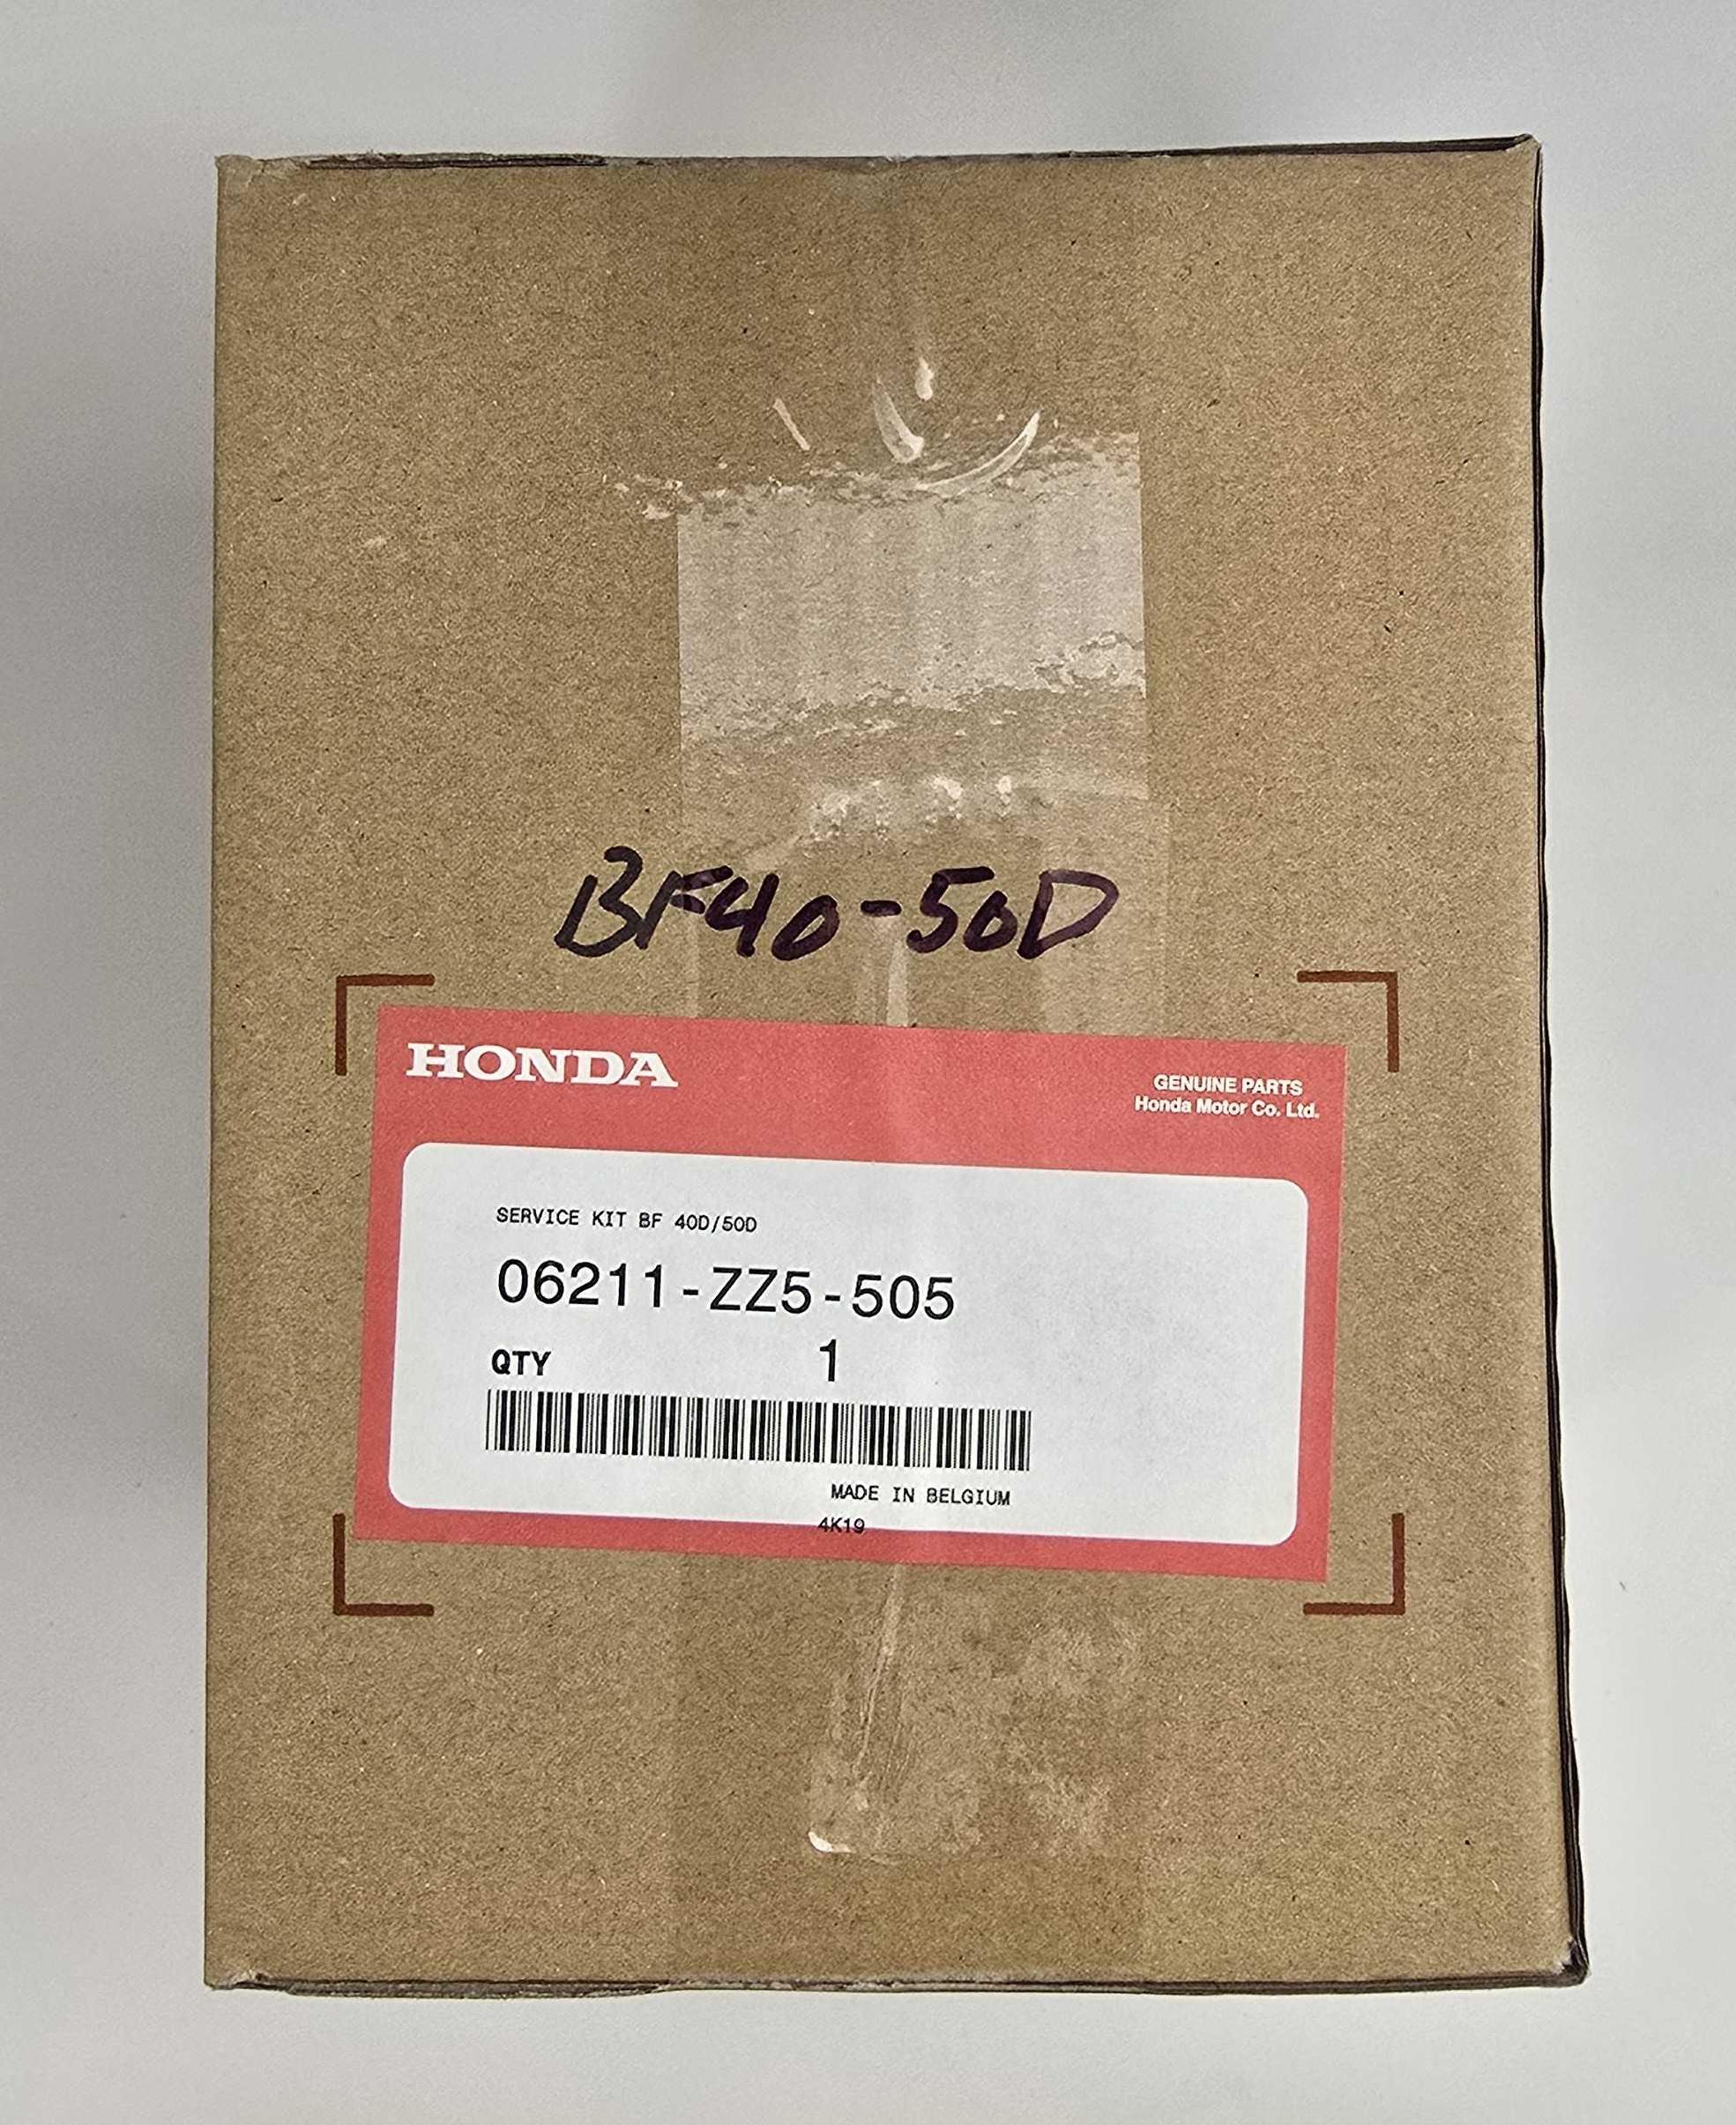 BF40-50D
HONDA
GENUINE PARTS
Honda Motor Co. Ltd.
SERVICE KIT BF 40D/50D
06211-ZZ5-505
QTY 1
MADE IN BELGIUM
4K19